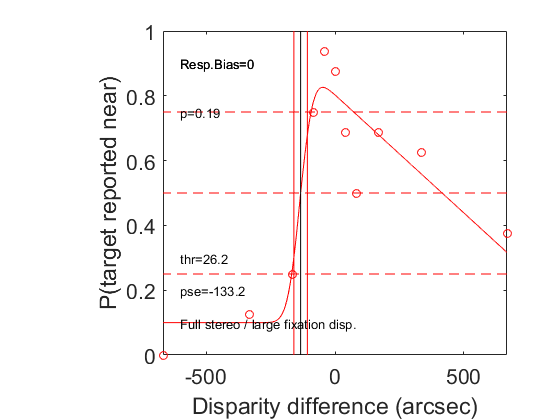 1
Resp.Bias=0
0.8
p=0.19
0.6
P(target reported near)
0.4
thr=26.2
0.2
pse=-133.2
Full stereo / large fixation disp.
0
-500 0 500
Disparity difference (arcsec)